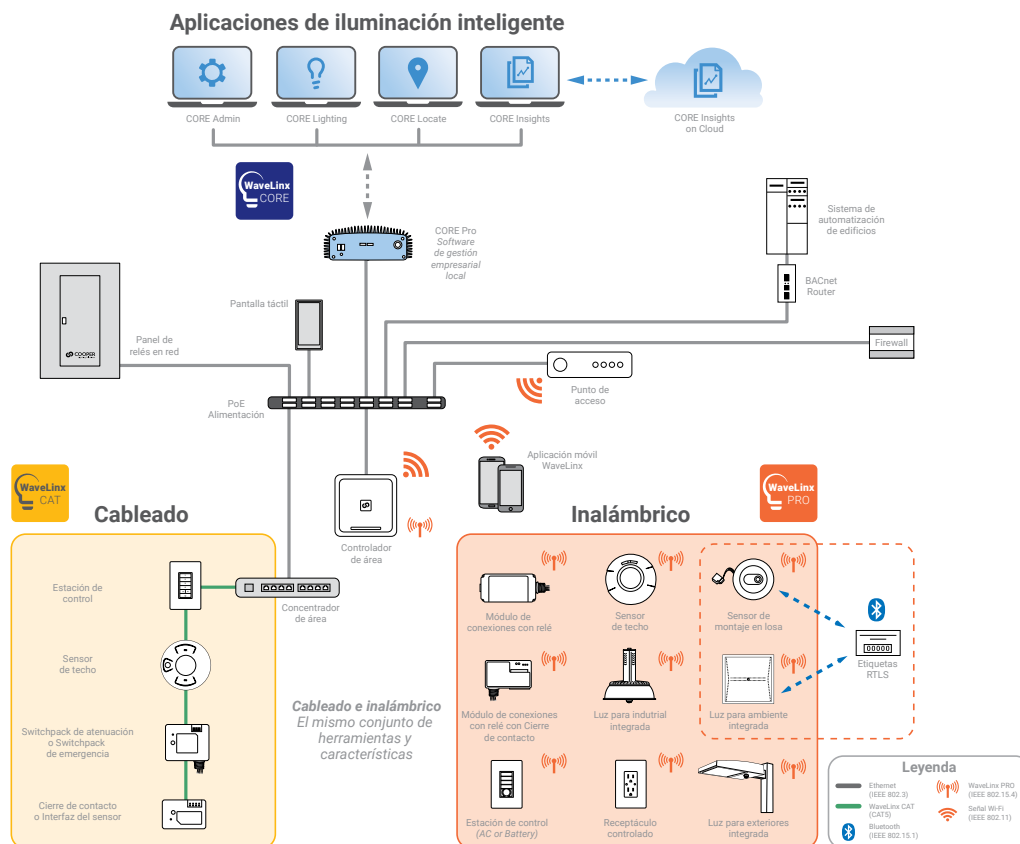 Aplicaciones de iluminación inteligente
CORE Admin
CORE Lighting
CORE Locate
CORE Insights
CORE Insights
on Cloud
WaveLinx
CORE
CORE Pro
Software
de gestión
empresarial
local
Sistema de
automatización
de edificios
BACnet
Router
Pantalla táctil
Panel de
relés en red
COOPER
Firewall
Punto de
acceso
PoE
Alimentación
Aplicación móvil
WaveLinx
WaveLinx
CAT
Cableado
Controlador
de área
Inalámbrico
WaveLinx
PRO
Estación de
control
Concentrador
de área
Sensor
de techo
Switchpack de atenuación
o Switchpack
de emergencia
Cierre de contacto
o Interfaz del sensor
Cableado e inalámbrico
El mismo conjunto de
herramientas y
características
Módulo de
conexiones con relé
Sensor
de techo
Sensor de
montaje en losa
Etiquetas
RTLS
Módulo de conexiones
con relé con Cierre
de contacto
Luz para indutrial
integrada
Luz para ambiente
integrada
Estación de control
(AC or Battery)
Receptáculo
controlado
Luz para exteriores
integrada
Leyenda
Ethernet
(IEEE 802.3)
WaveLinx CAT
(CAT5)
Bluetooth
(IEEE 802.15.1)
WaveLinx PRO
(IEEE 802.15.4)
Señal Wi-Fi
(IEEE 802.11)